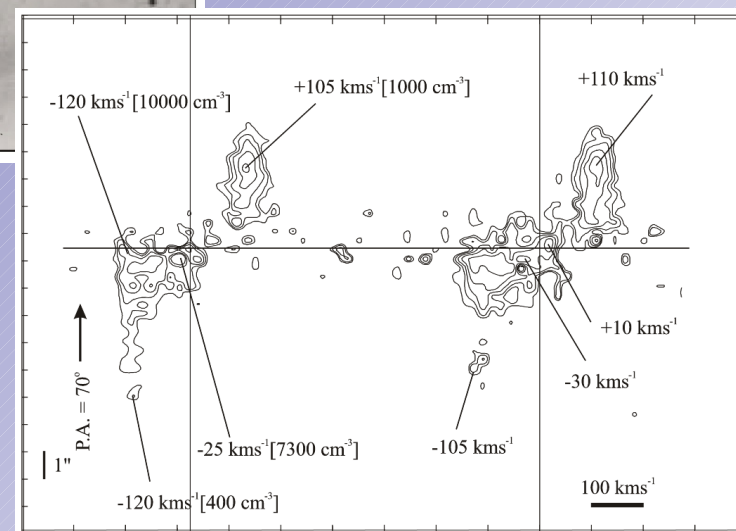 +110 kms⁻¹
+105 kms⁻¹[1000 cm⁻³]
-120 kms⁻¹[10000 cm⁻³]
+10 kms⁻¹
-30 kms⁻¹
P.A. = 70°
-25 kms⁻¹[7300 cm⁻³]
-105 kms⁻¹
1"
100 kms⁻¹
-120 kms⁻¹[400 cm⁻³]